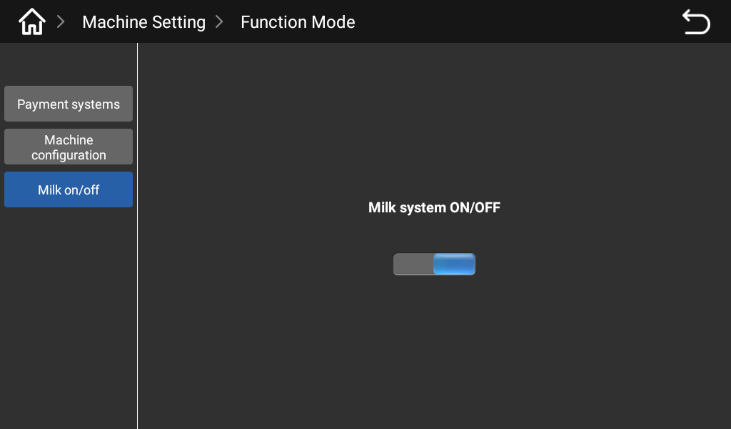 Machine Setting > Function Mode
Payment systems
Machine
configuration
Milk on/off
Milk system ON/OFF